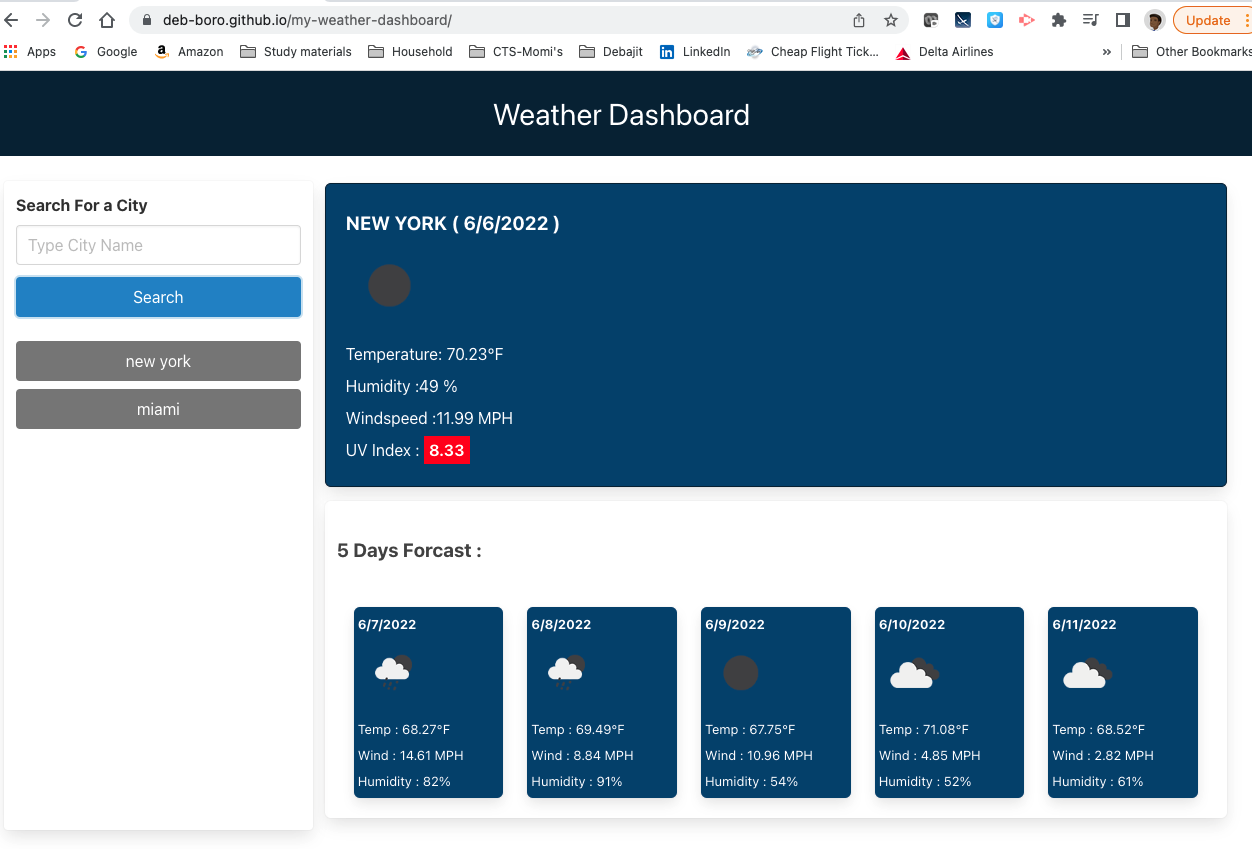 deb-boro.github.io/my-weather-dashboard/
Update
Apps Google Amazon Study materials Household CTS-Momi's Debajit LinkedIn Cheap Flight Tick... Delta Airlines » Other Bookmarks
Weather Dashboard
Search For a City
Type City Name
Search
new york
miami
NEW YORK ( 6/6/2022 )
Temperature: 70.23°F
Humidity :49 %
Windspeed :11.99 MPH
UV Index : 8.33
5 Days Forcast :
6/7/2022
Temp : 68.27°F
Wind : 14.61 MPH
Humidity : 82%
6/8/2022
Temp : 69.49°F
Wind : 8.84 MPH
Humidity : 91%
6/9/2022
Temp : 67.75°F
Wind : 10.96 MPH
Humidity : 54%
6/10/2022
Temp : 71.08°F
Wind : 4.85 MPH
Humidity : 52%
6/11/2022
Temp : 68.52°F
Wind : 2.82 MPH
Humidity : 61%